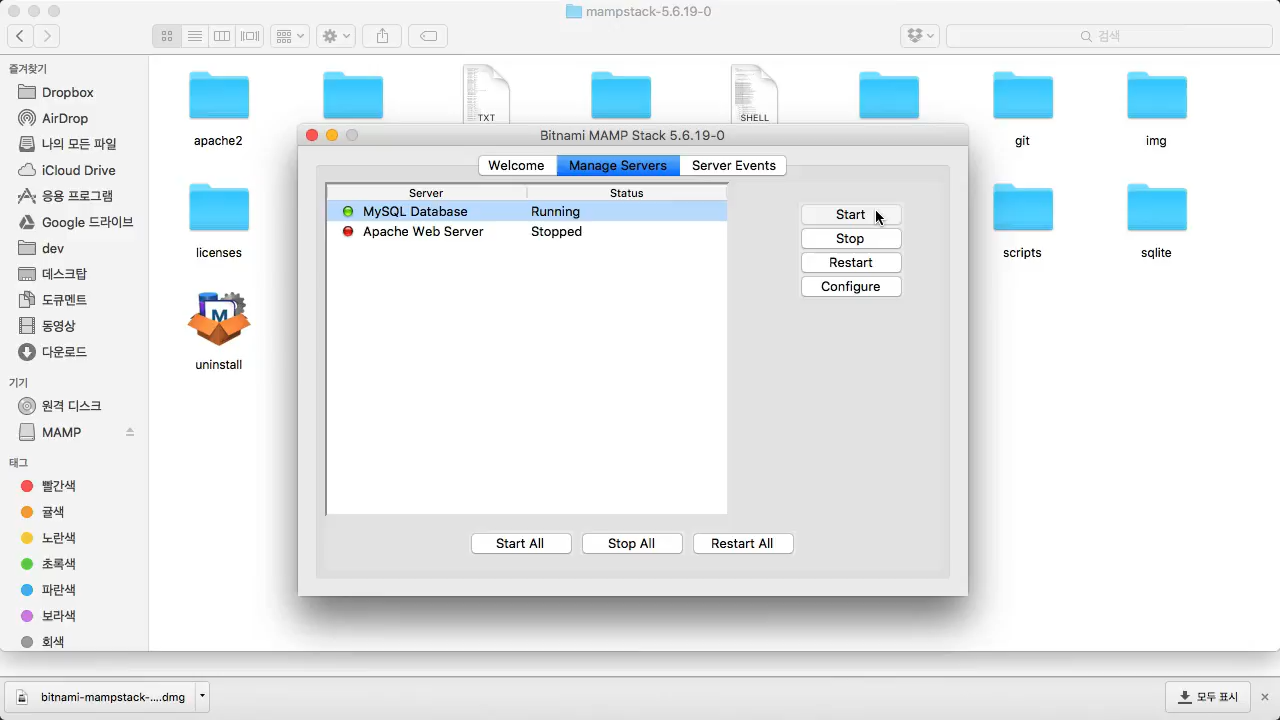 mampstack-5.6.19-0
검색
즐겨찾기
Dropbox
AirDrop
나의 모든 파일
iCloud Drive
응용 프로그램
Google 드라이브
dev
데스크탑
도큐멘트
동영상
다운로드
기기
원격 디스크
MAMP
태그
빨간색
귤색
노란색
초록색
파란색
보라색
회색
TXT
SHELL
apache2
git
img
licenses
scripts
sqlite
M
uninstall
Bitnami MAMP Stack 5.6.19-0
Welcome
Manage Servers
Server Events
Server Status
MySQL Database Running
Apache Web Server Stopped
Start
Stop
Restart
Configure
Start All
Stop All
Restart All
bitnami-mampstack-....dmg
모두 표시